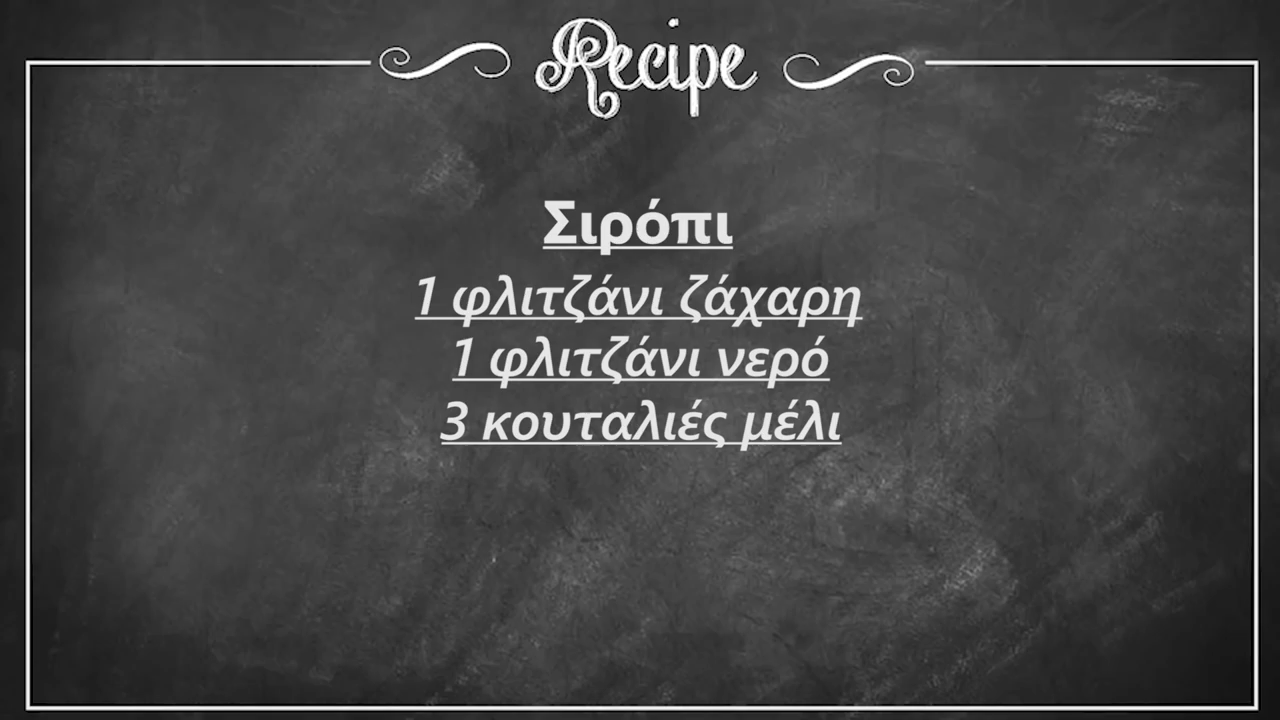 Recipe
Σιρόπι
1 φλιτζάνι ζάχαρη
1 φλιτζάνι νερό
3 κουταλιές μέλι